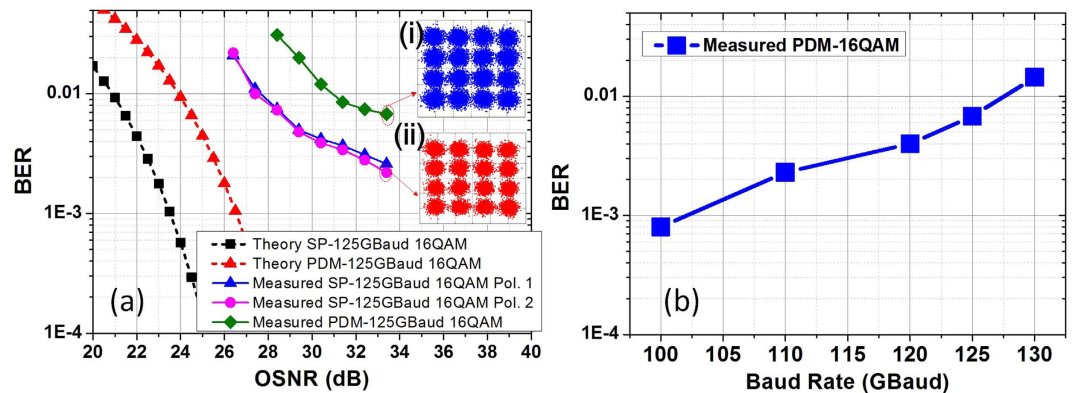 (i)
(ii)
BER
0.01
1E-3
1E-4
Theory SP-125GBaud 16QAM
Theory PDM-125GBaud 16QAM
Measured SP-125GBaud 16QAM Pol. 1
Measured SP-125GBaud 16QAM Pol. 2
Measured PDM-125GBaud 16QAM
(a)
20 22 24 26 28 30 32 34 36 38 40
OSNR (dB)
Measured PDM-16QAM
BER
0.01
1E-3
1E-4
(b)
100 105 110 115 120 125 130
Baud Rate (GBaud)